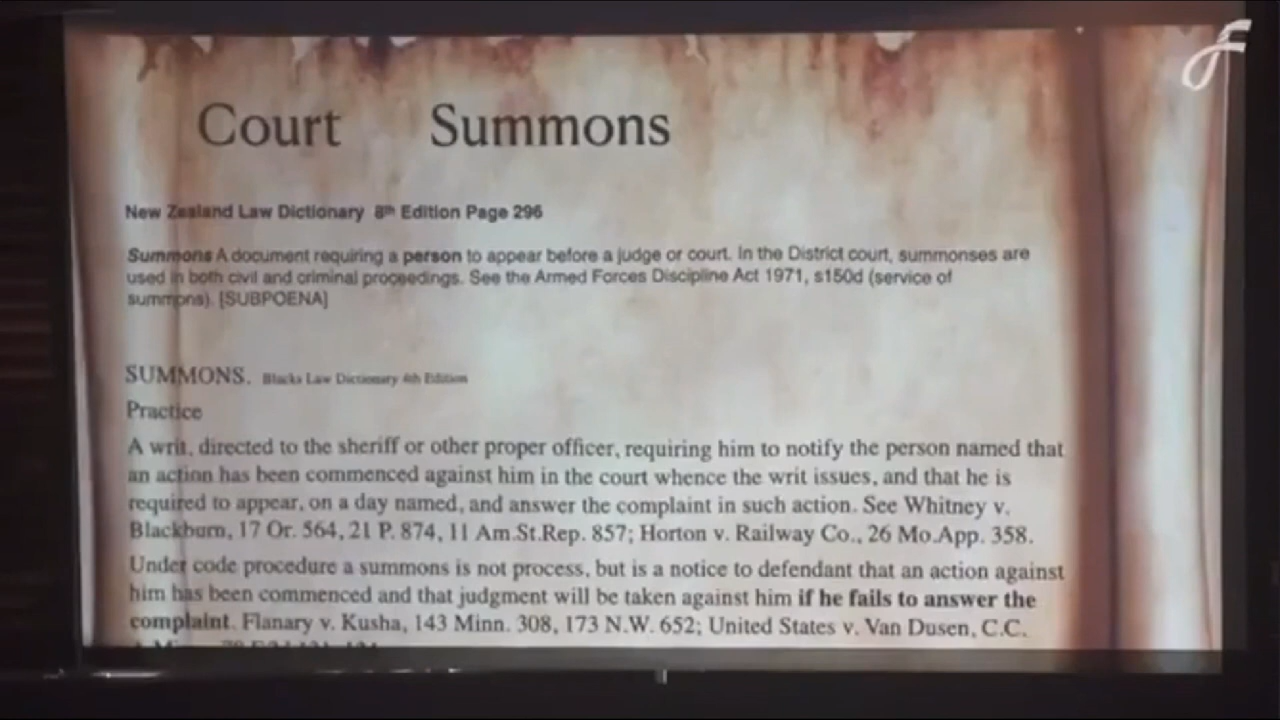 Court Summons
New Zealand Law Dictionary 8th Edition Page 296
Summons A document requiring a person to appear before a judge or court. In the District court, summonses are
used in both civil and criminal proceedings. See the Armed Forces Discipline Act 1971, s150d (service of
summons). [SUBPOENA]
SUMMONS. Blacks Law Dictionary 4th Edition
Practice
A writ, directed to the sheriff or other proper officer, requiring him to notify the person named that
an action has been commenced against him in the court whence the writ issues, and that he is
required to appear, on a day named, and answer the complaint in such action. See Whitney v.
Blackburn, 17 Or. 564, 21 P. 874, 11 Am.St.Rep. 857; Horton v. Railway Co., 26 Mo.App. 358.
Under code procedure a summons is not process, but is a notice to defendant that an action against
him has been commenced and that judgment will be taken against him if he fails to answer the
complaint. Flanary v. Kusha, 143 Minn. 308, 173 N.W. 652; United States v. Van Dusen, C.C.